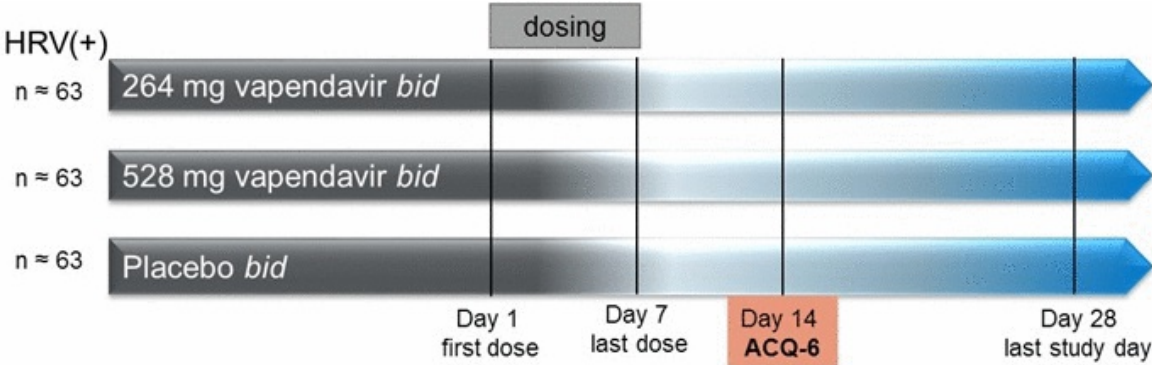 dosing
HRV(+)
n ≈ 63
264 mg vapendavir bid
n ≈ 63
528 mg vapendavir bid
n ≈ 63
Placebo bid
Day 1
first dose
Day 7
last dose
Day 14
ACQ-6
Day 28
last study day